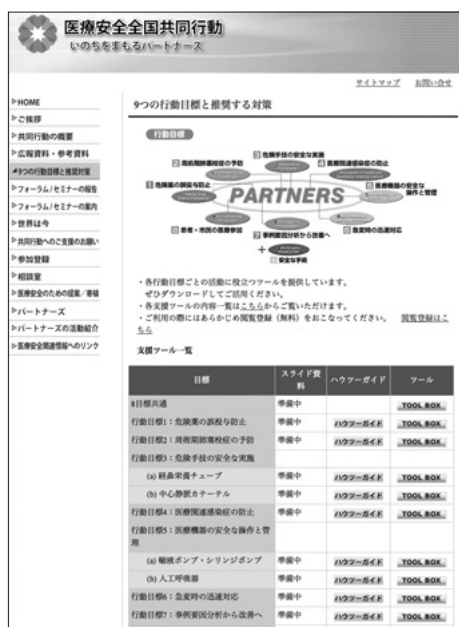 医療安全全国共同行動
いのちをまもるパートナーズ
サイトマップ お問い合せ
HOME
ご挨拶
共同行動の概要
広報資料・参考資料
9つの行動目標と推奨対策
フォーラム/セミナーの報告
フォーラム/セミナーの案内
世界は今
共同行動へのご支援のお願い
参加登録
相談室
医療安全のための提案/寄稿
パートナーズ
パートナーズの活動紹介
医療安全関連情報へのリンク
9つの行動目標と推奨する対策
行動目標
3 危険手技の安全な実施
2 周術期肺塞栓症の予防 4 医療関連感染症の防止
1 危険薬の誤投与防止 5 医療機器の安全な
操作と管理
PARTNERS
8 患者・市民の医療参加 6 急変時の迅速対応
7 事例要因分析から改善へ
+
安全な手術
・各行動目標ごとの活動に役立つツールを提供しています。
ぜひダウンロードしてご活用ください。
・各支援ツールの内容一覧はこちらからご覧いただけます。
・ご利用の際にはあらかじめ閲覧登録(無料)をおこなってください。 閲覧登録はこ
ちら
支援ツール一覧
目標 スライド資料 ハウツーガイド ツール
8目標共通 準備中 TOOL BOX
行動目標1:危険薬の誤投与防止 準備中 ハウツーガイド TOOL BOX
行動目標2:周術期肺塞栓症の予防 準備中 ハウツーガイド TOOL BOX
行動目標3:危険手技の安全な実施
(a) 経鼻栄養チューブ 準備中 ハウツーガイド TOOL BOX
(b) 中心静脈カテーテル 準備中 ハウツーガイド TOOL BOX
行動目標4:医療関連感染症の防止 準備中 ハウツーガイド TOOL BOX
行動目標5:医療機器の安全な操作と管
理
(a) 輸液ポンプ・シリンジポンプ 準備中 ハウツーガイド TOOL BOX
(b) 人工呼吸器 準備中 ハウツーガイド TOOL BOX
行動目標6:急変時の迅速対応 準備中 ハウツーガイド TOOL BOX
行動目標7:事例要因分析から改善へ 準備中 ハウツーガイド TOOL BOX